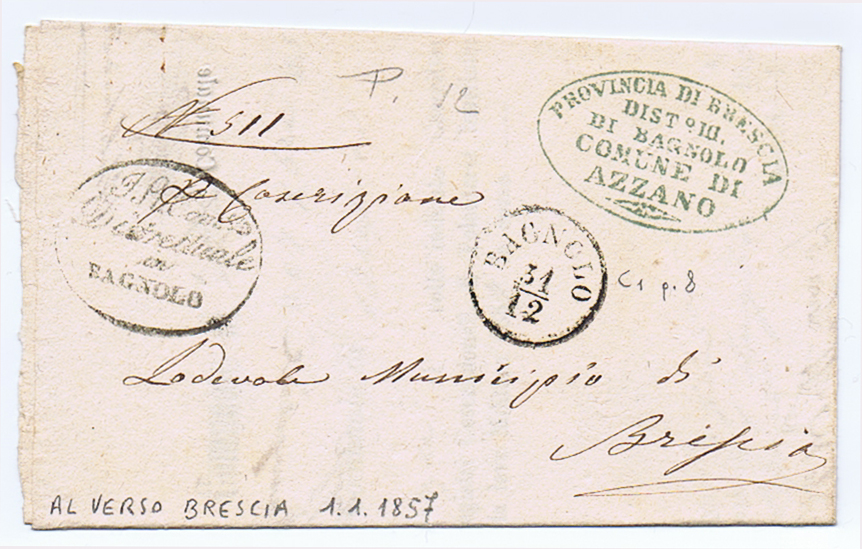 P. 12
N° 511
PROVINCIA DI BRESCIA
DIST° III.
DI BAGNOLO
COMUNE DI
AZZANO
Coscrizione
Distrettuale
in
BAGNOLO
BAGNOLO
31
12
C1 p. 8
Lodevole Municipio di
Brescia
AL VERSO BRESCIA 1.1.1857